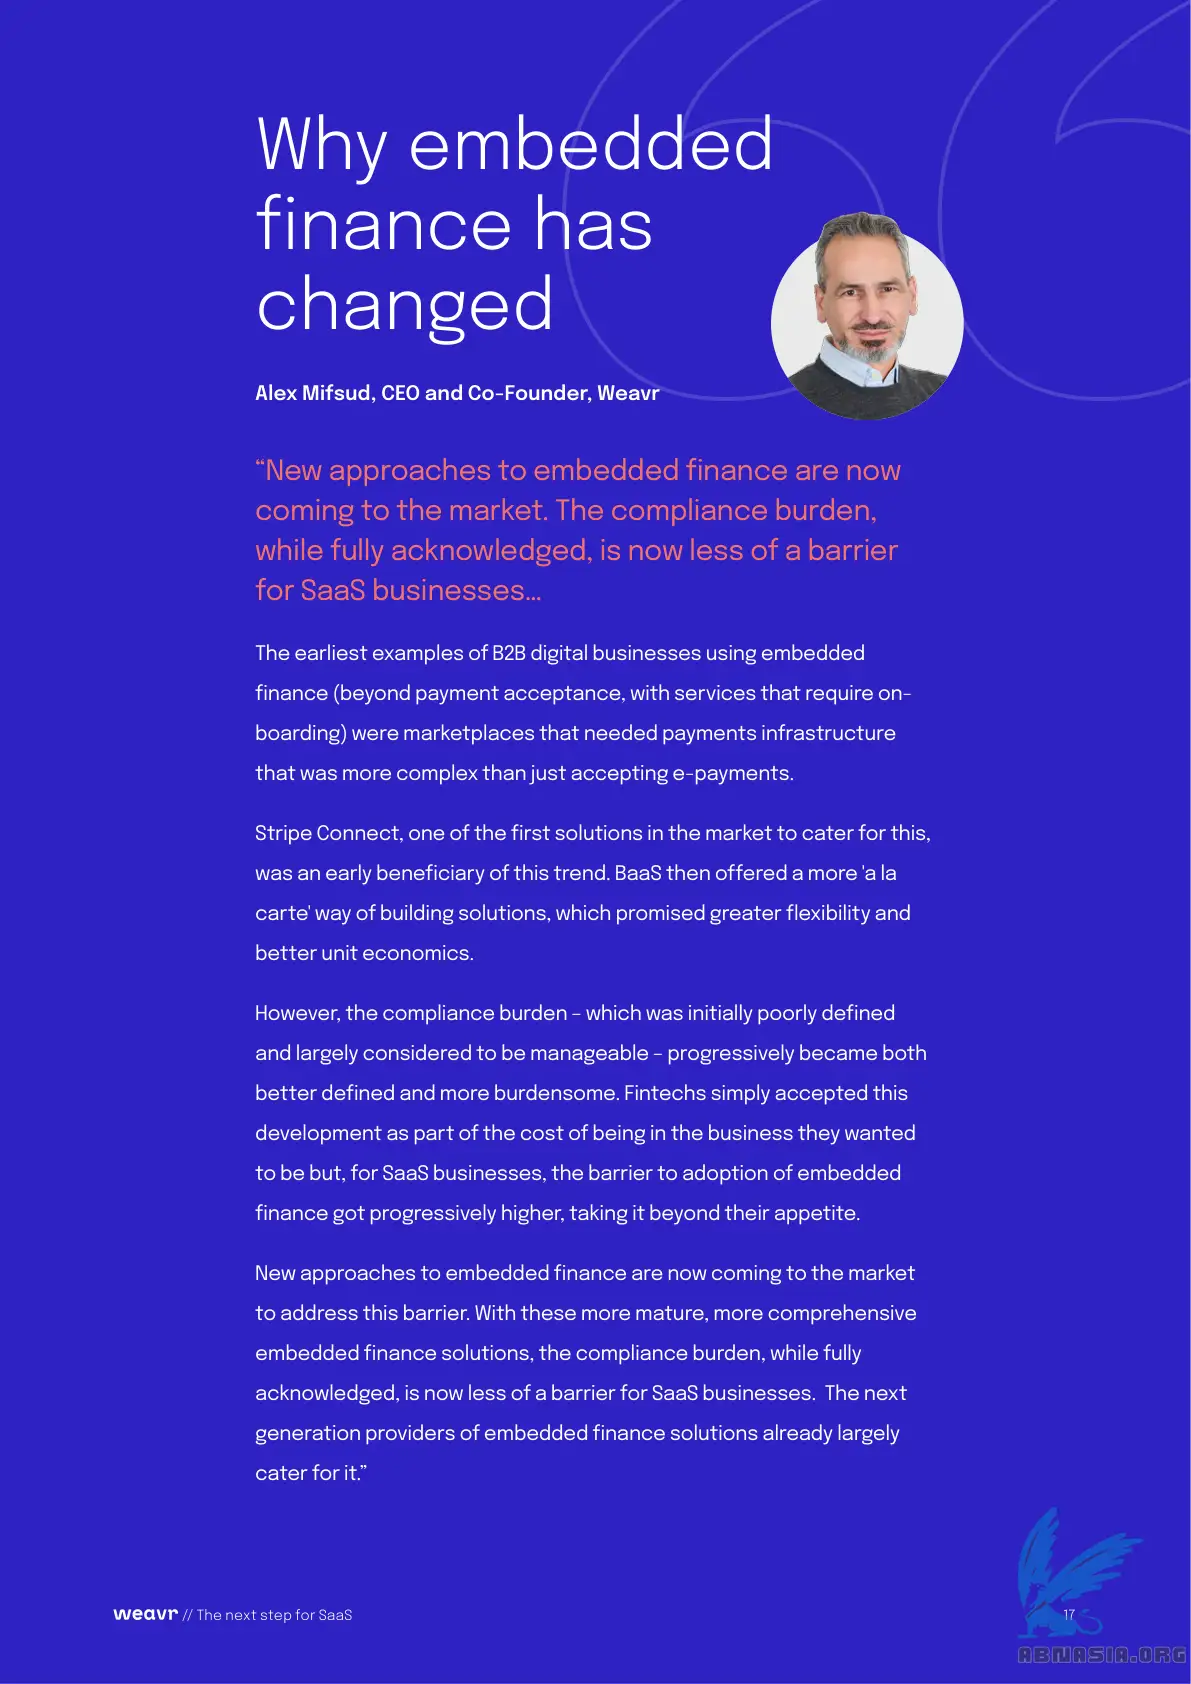 Why embedded
finance has
changed
Alex Mifsud, CEO and Co-Founder, Weavr
“New approaches to embedded finance are now
coming to the market. The compliance burden,
while fully acknowledged, is now less of a barrier
for SaaS businesses...
The earliest examples of B2B digital businesses using embedded
finance (beyond payment acceptance, with services that require on-
boarding) were marketplaces that needed payments infrastructure
that was more complex than just accepting e-payments.
Stripe Connect, one of the first solutions in the market to cater for this,
was an early beneficiary of this trend. BaaS then offered a more 'a la
carte' way of building solutions, which promised greater flexibility and
better unit economics.
However, the compliance burden – which was initially poorly defined
and largely considered to be manageable – progressively became both
better defined and more burdensome. Fintechs simply accepted this
development as part of the cost of being in the business they wanted
to be but, for SaaS businesses, the barrier to adoption of embedded
finance got progressively higher, taking it beyond their appetite.
New approaches to embedded finance are now coming to the market
to address this barrier. With these more mature, more comprehensive
embedded finance solutions, the compliance burden, while fully
acknowledged, is now less of a barrier for SaaS businesses.  The next
generation providers of embedded finance solutions already largely
cater for it.”
weavr // The next step for SaaS
17
ABNASIA.ORG